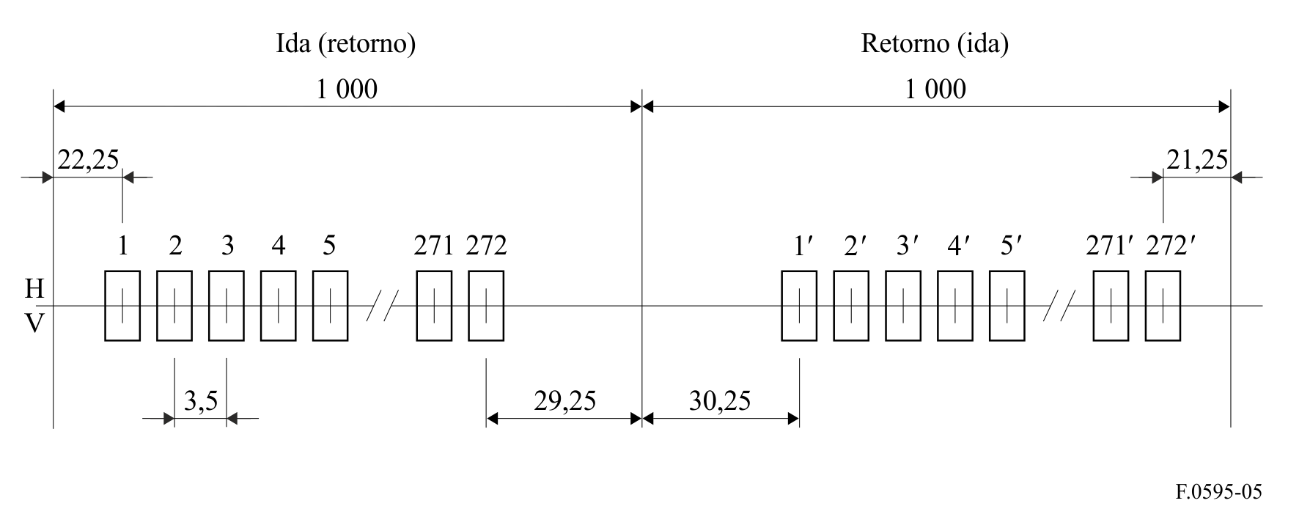 Ida (retorno) Retorno (ida)
1 000 1 000
22,25 21,25
1 2 3 4 5 271 272 1′ 2′ 3′ 4′ 5′ 271′ 272′
H
V
3,5 29,25 30,25
F.0595-05